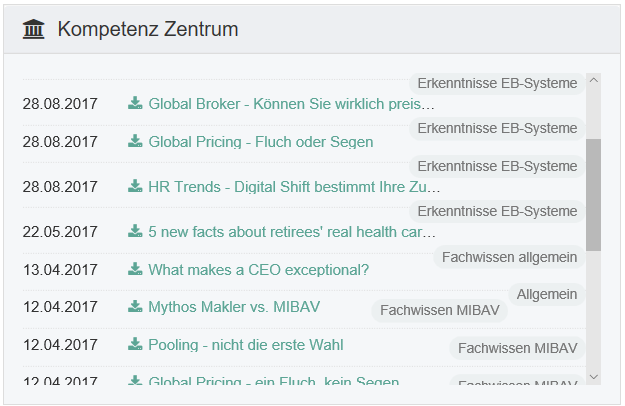 Kompetenz Zentrum
Erkenntnisse EB-Systeme
28.08.2017 Global Broker - Können Sie wirklich preis...
Erkenntnisse EB-Systeme
28.08.2017 Global Pricing - Fluch oder Segen
Erkenntnisse EB-Systeme
28.08.2017 HR Trends - Digital Shift bestimmt Ihre Zu...
Erkenntnisse EB-Systeme
22.05.2017 5 new facts about retirees' real health car...
Fachwissen allgemein
13.04.2017 What makes a CEO exceptional?
Allgemein
12.04.2017 Mythos Makler vs. MIBAV Fachwissen MIBAV
12.04.2017 Pooling - nicht die erste Wahl Fachwissen MIBAV
12.04.2017 Global Pricing - ein Fluch, kein Segen Fachwissen MIBAV